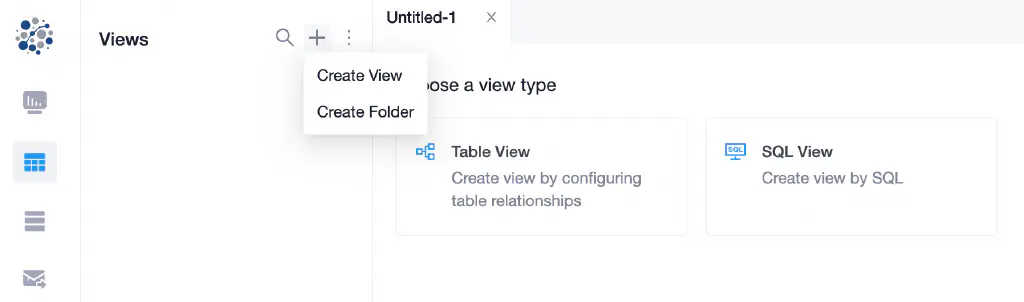 Untitled-1
Views
Create View
Create Folder
oose a view type
Table View
Create view by configuring
table relationships
SQL
SQL View
Create view by SQL